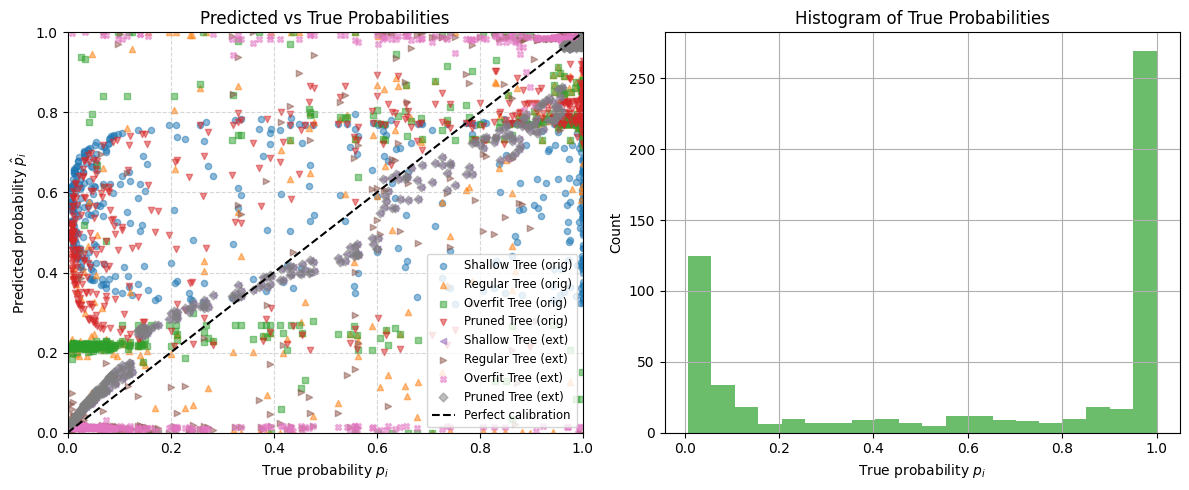 Predicted vs True Probabilities
1.0
0.8
0.6
0.4
0.2
0.0
Predicted probability $\hat{p}_i$
Shallow Tree (orig)
Regular Tree (orig)
Overfit Tree (orig)
Pruned Tree (orig)
Shallow Tree (ext)
Regular Tree (ext)
Overfit Tree (ext)
Pruned Tree (ext)
Perfect calibration
0.0 0.2 0.4 0.6 0.8 1.0
True probability $p_i$
Histogram of True Probabilities
250
200
150
100
50
0
Count
0.0 0.2 0.4 0.6 0.8 1.0
True probability $p_i$